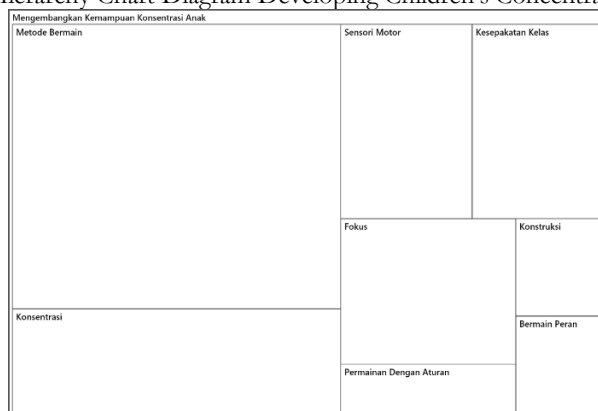 Hierarchy Chart Diagram Developing Children's Concentra
Mengembangkan Kemampuan Konsentrasi Anak
Metode Bermain
Sensori Motor
Kesepakatan Kelas
Fokus
Konstruksi
Konsentrasi
Bermain Peran
Permainan Dengan Aturan